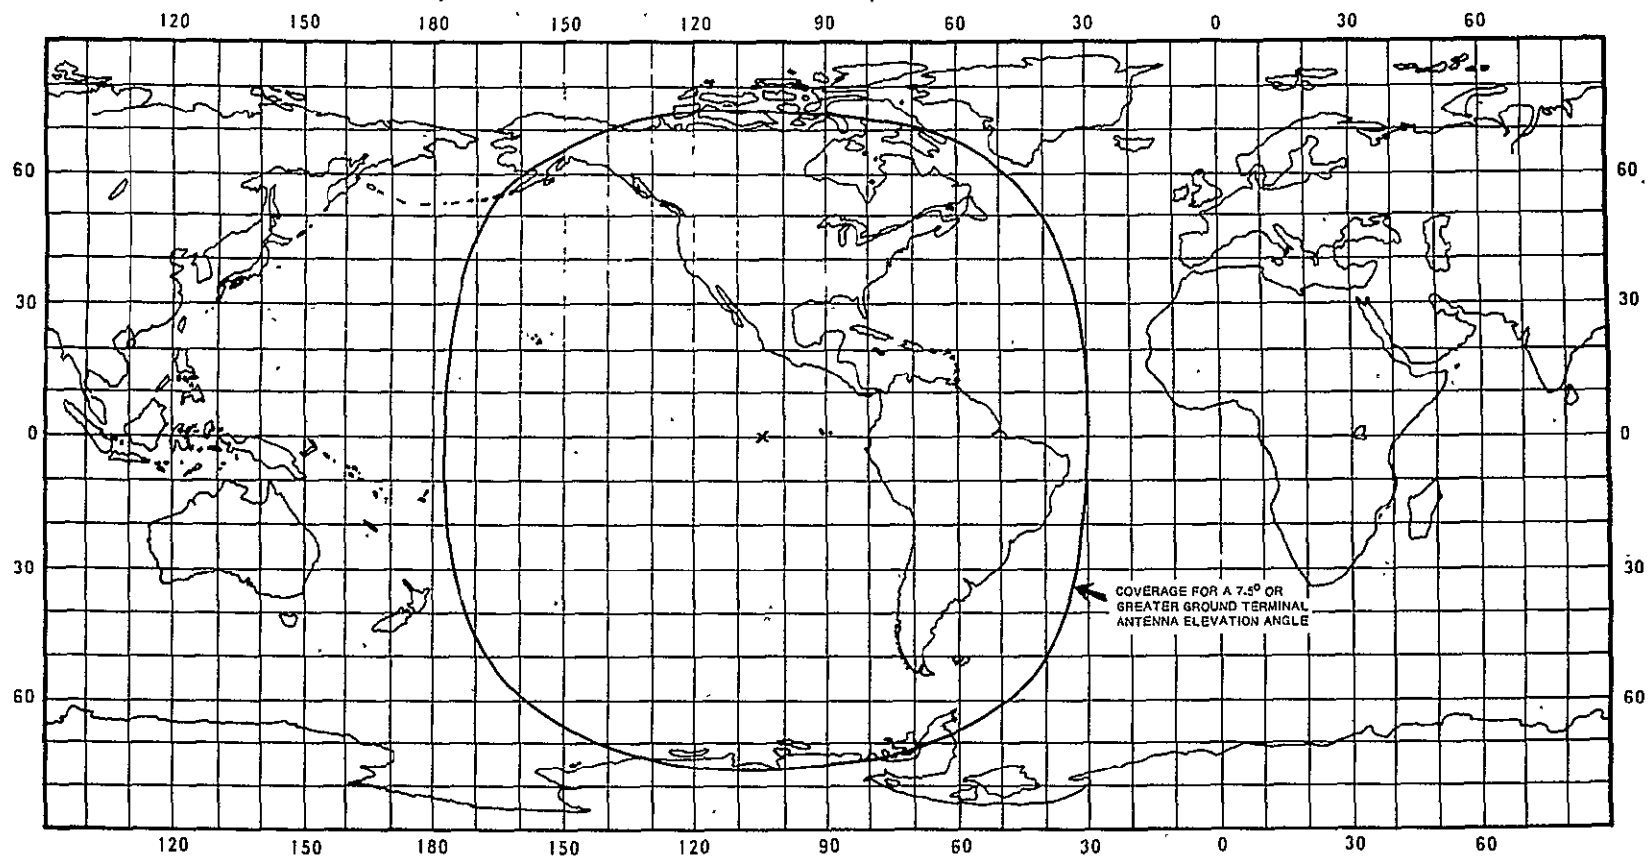 120 150 180 150 120 90 60 30 0 30 60
60 60
30 30
0 0
30 30
COVERAGE FOR A 7.5° OR
GREATER GROUND TERMINAL
ANTENNA ELEVATION ANGLE
60 60
120 150 180 150 120 90 60 30 0 30 60